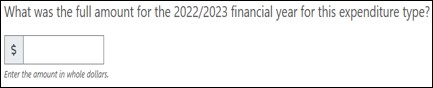 What was the full amount for the 2022/2023 financial year for this expenditure type?
$
Enter the amount in whole dollars.